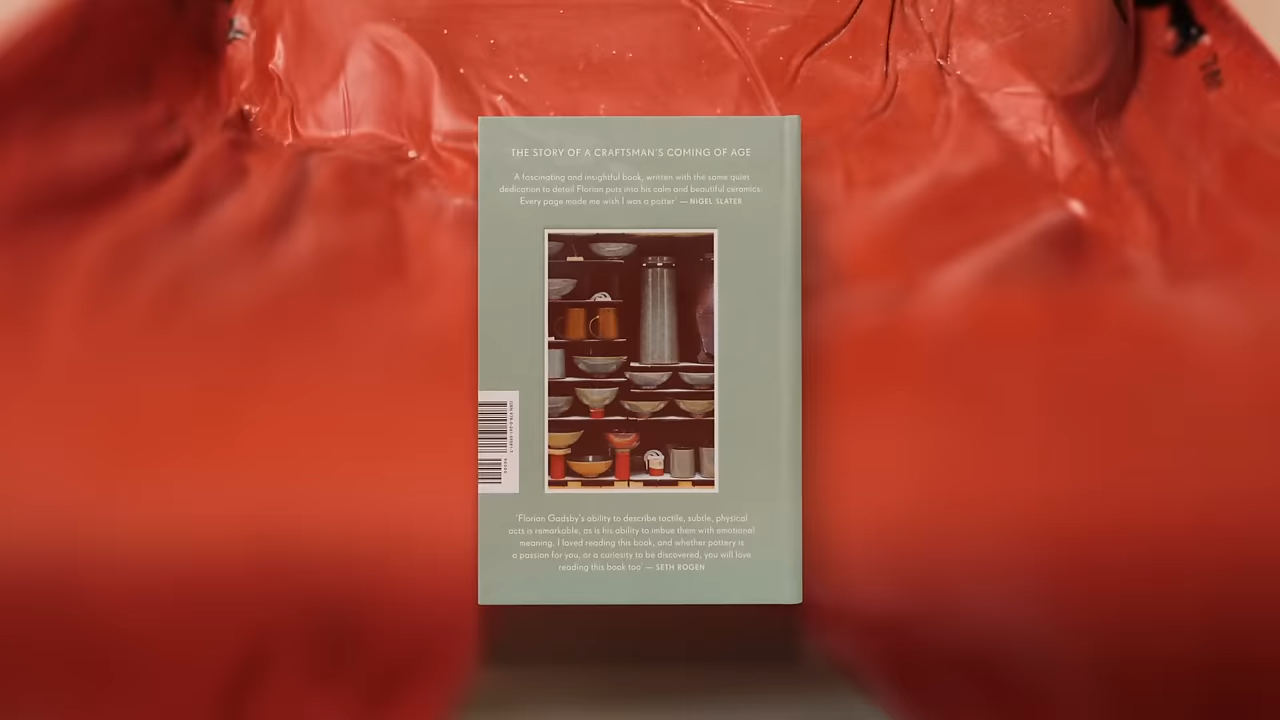 THE STORY OF A CRAFTSMAN'S COMING OF AGE
'A fascinating and insightful book, written with the same quiet
dedication to detail Florian puts into his calm and beautiful ceramics.
Every page made me wish I was a potter' — NIGEL SLATER
'Florian Gadsby's ability to describe tactile, subtle, physical
acts is remarkable, as is his ability to imbue them with emotional
meaning. I loved reading this book, and whether pottery is
a passion for you, or a curiosity to be discovered, you will love
reading this book too' — SETH ROGEN